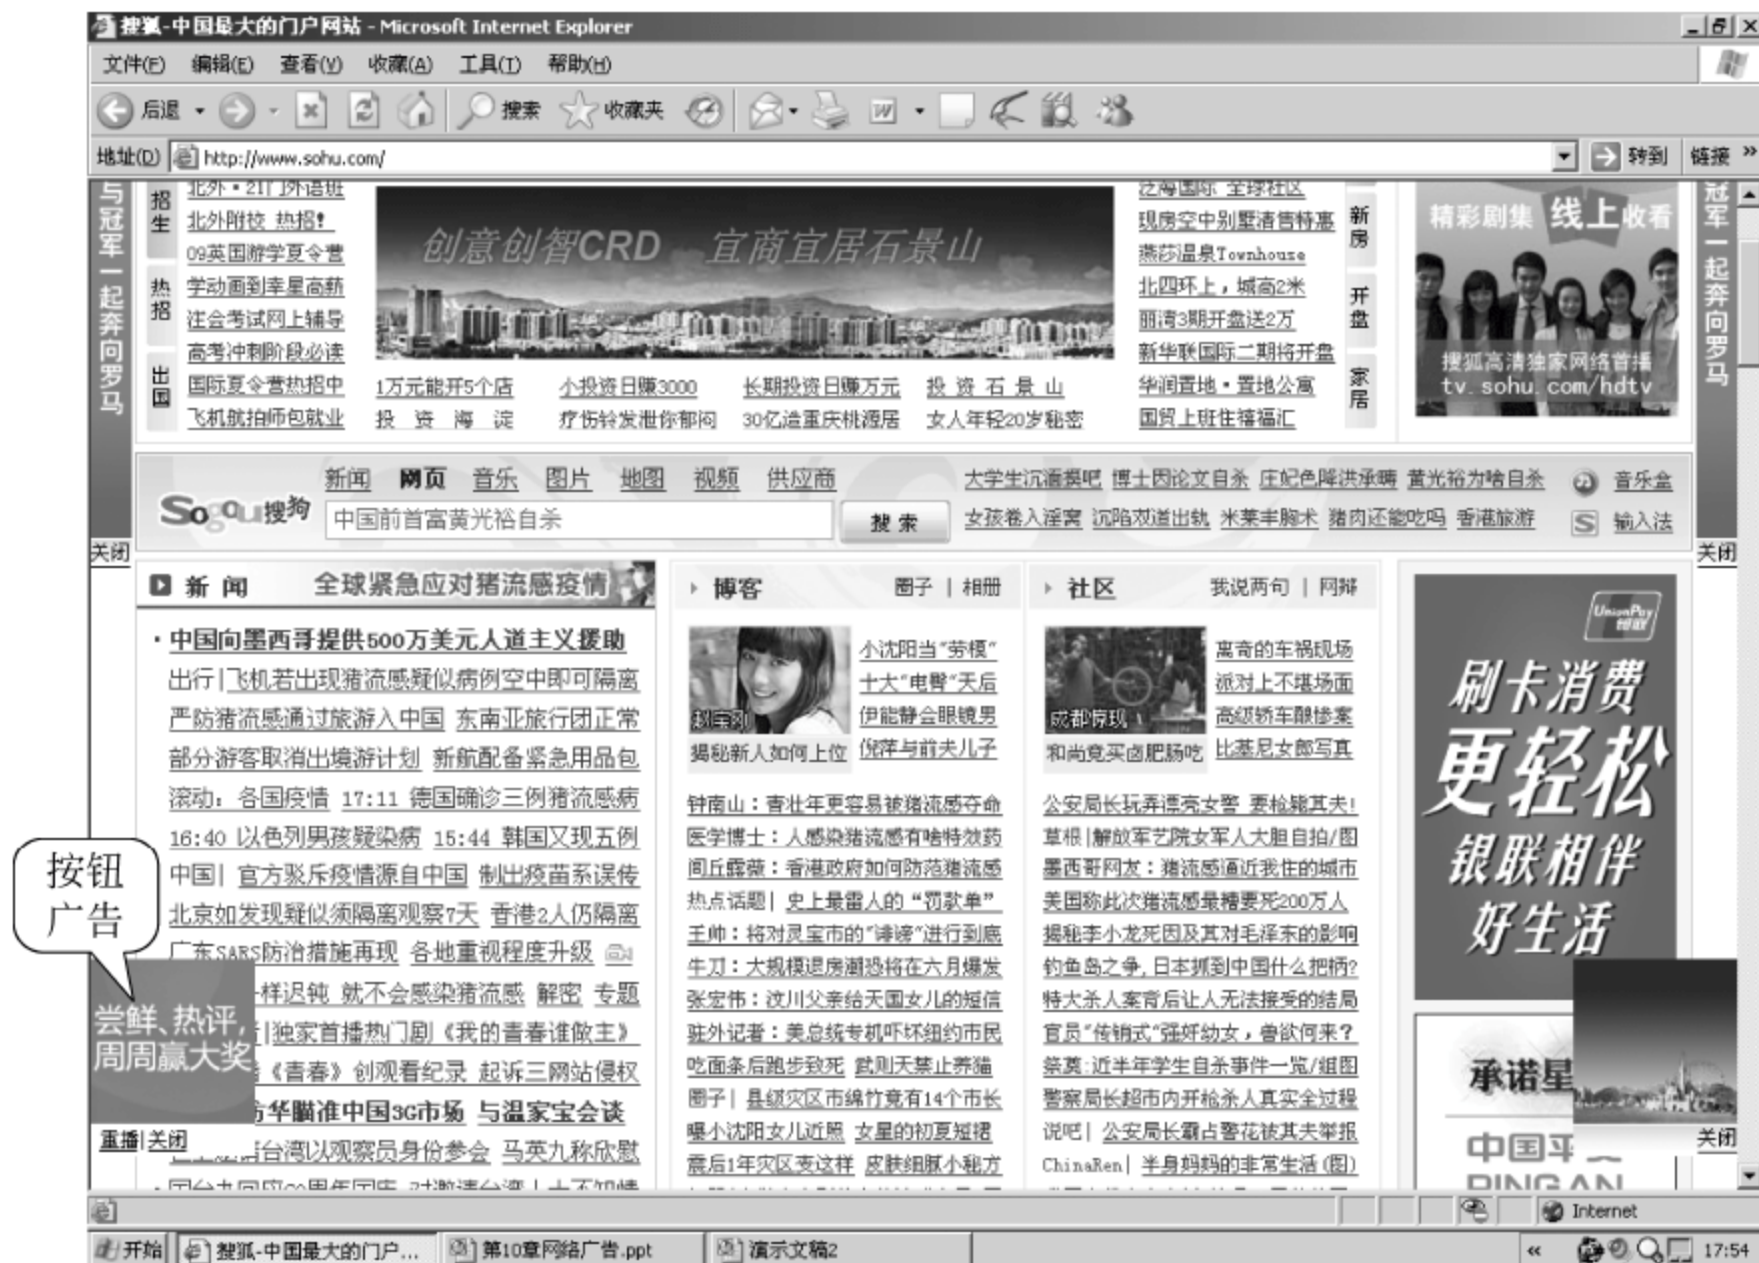 搜狐-中国最大的门户网站 - Microsoft Internet Explorer
文件(F) 编辑(E) 查看(V) 收藏(A) 工具(T) 帮助(H)
后退 搜索 收藏夹
地址(D) http://www.sohu.com/ 转到 链接 »
与冠军一起奔向罗马
关闭
招生
热招
出国
北外·21门外语班
北外附校 热招!
09英国游学夏令营
学动画到幸星高薪
注会考试网上辅导
高考冲刺阶段必读
国际夏令营热招中
飞机航拍师包就业
创意创智CRD 宜商宜居石景山
1万元能开5个店 小投资日赚3000 长期投资日赚万元 投资石景山
投资海淀 疗伤铃发泄你郁闷 30亿造重庆桃源居 女人年轻20岁秘密
泛海国际 全球社区
现房空中别墅清售特惠
燕莎温泉Townhouse
北四环上,城高2米
丽湾3期开盘送2万
新华联国际二期将开盘
华润置地·置地公寓
国贸上班住禧福汇
新房
开盘
家居
精彩剧集 线上收看
搜狐高清独家网络首播
tv.sohu.com/hdtv
冠军一起奔向罗马
关闭
Sogou搜狗
新闻 网页 音乐 图片 地图 视频 供应商
中国前首富黄光裕自杀 搜索
大学生沉湎摸吧 博士因论文自杀 庄妃色降洪承畴 黄光裕为啥自杀 音乐盒
女孩卷入淫窝 沉陷双道出轨 米莱丰胸术 猪肉还能吃吗 香港旅游 输入法
新闻 全球紧急应对猪流感疫情
·中国向墨西哥提供500万美元人道主义援助
出行|飞机若出现猪流感疑似病例空中即可隔离
严防猪流感通过旅游入中国 东南亚旅行团正常
部分游客取消出境游计划 新航配备紧急用品包
滚动: 各国疫情 17:11 德国确诊三例猪流感病
16:40 以色列男孩疑染病 15:44 韩国又现五例
中国| 官方驳斥疫情源自中国 制出疫苗系误传
北京如发现疑似须隔离观察7天 香港2人仍隔离
广东SARS防治措施再现 各地重视程度升级
一样迟钝 就不会感染猪流感 解密 专题
|独家首播热门剧《我的青春谁做主》
《青春》创观看纪录 起诉三网站侵权
访华瞄准中国3G市场 与温家宝会谈
台湾以观察员身份参会 马英九称欣慰
按钮
广告
尝鲜、热评,
周周赢大奖
重播|关闭
博客 圈子 | 相册
赵宝刚
揭秘新人如何上位
小沈阳当"劳模"
十大"电臀"天后
伊能静会眼镜男
倪萍与前夫儿子
钟南山:青壮年更容易被猪流感夺命
医学博士:人感染猪流感有啥特效药
闾丘露薇:香港政府如何防范猪流感
热点话题| 史上最雷人的“罚款单”
王帅:将对灵宝市的"诽谤"进行到底
牛刀:大规模退房潮恐将在六月爆发
张宏伟:汶川父亲给天国女儿的短信
驻外记者:美总统专机吓坏纽约市民
吃面条后跑步致死 武则天禁止养猫
圈子| 县级灾区市绵竹竟有14个市长
曝小沈阳女儿近照 女星的初夏短裙
震后1年灾区变这样 皮肤细腻小秘方
社区 我说两句 | 网辩
成都惊现
和尚竟买卤肥肠吃
离奇的车祸现场
派对上不堪场面
高级轿车酿惨案
比基尼女郎写真
公安局长玩弄漂亮女警 要枪毙其夫!
草根|解放军艺院女军人大胆自拍/图
墨西哥网友:猪流感逼近我住的城市
美国称此次猪流感最糟要死200万人
揭秘李小龙死因及其对毛泽东的影响
钓鱼岛之争,日本抓到中国什么把柄?
特大杀人案背后让人无法接受的结局
官员"传销式"强奸幼女,兽欲何来?
祭奠:近半年学生自杀事件一览/组图
警察局长超市内开枪杀人真实全过程
说吧| 公安局长霸占警花被其夫举报
ChinaRen| 半身妈妈的非常生活(图)
UnionPay
银联
刷卡消费
更轻松
银联相伴
好生活
承诺星
中国平
PING AN
关闭
Internet
开始 搜狐-中国最大的门户... 第10章网络广告.ppt 演示文稿2 « 17:54